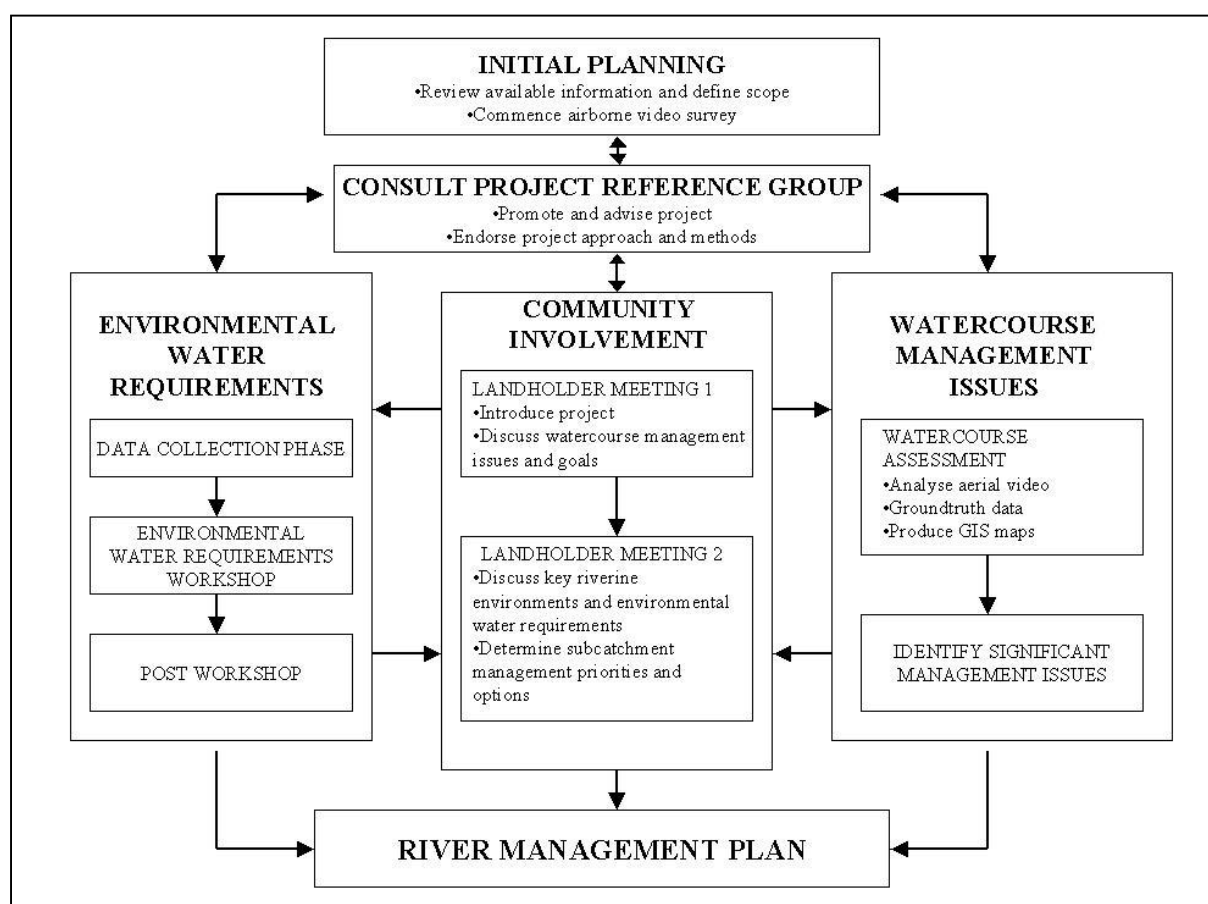 INITIAL PLANNING
•Review available information and define scope
•Commence airborne video survey
CONSULT PROJECT REFERENCE GROUP
•Promote and advise project
•Endorse project approach and methods
ENVIRONMENTAL
WATER
REQUIREMENTS
DATA COLLECTION PHASE
ENVIRONMENTAL
WATER REQUIREMENTS
WORKSHOP
POST WORKSHOP
COMMUNITY
INVOLVEMENT
LANDHOLDER MEETING 1
•Introduce project
•Discuss watercourse management
issues and goals
LANDHOLDER MEETING 2
•Discuss key riverine
environments and environmental
water requirements
•Determine subcatchment
management priorities and
options
WATERCOURSE
MANAGEMENT
ISSUES
WATERCOURSE
ASSESSMENT
•Analyse aerial video
•Groundtruth data
•Produce GIS maps
IDENTIFY SIGNIFICANT
MANAGEMENT ISSUES
RIVER MANAGEMENT PLAN